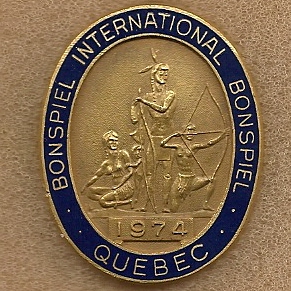 BONSPIEL INTERNATIONAL BONSPIEL
1974
QUEBEC